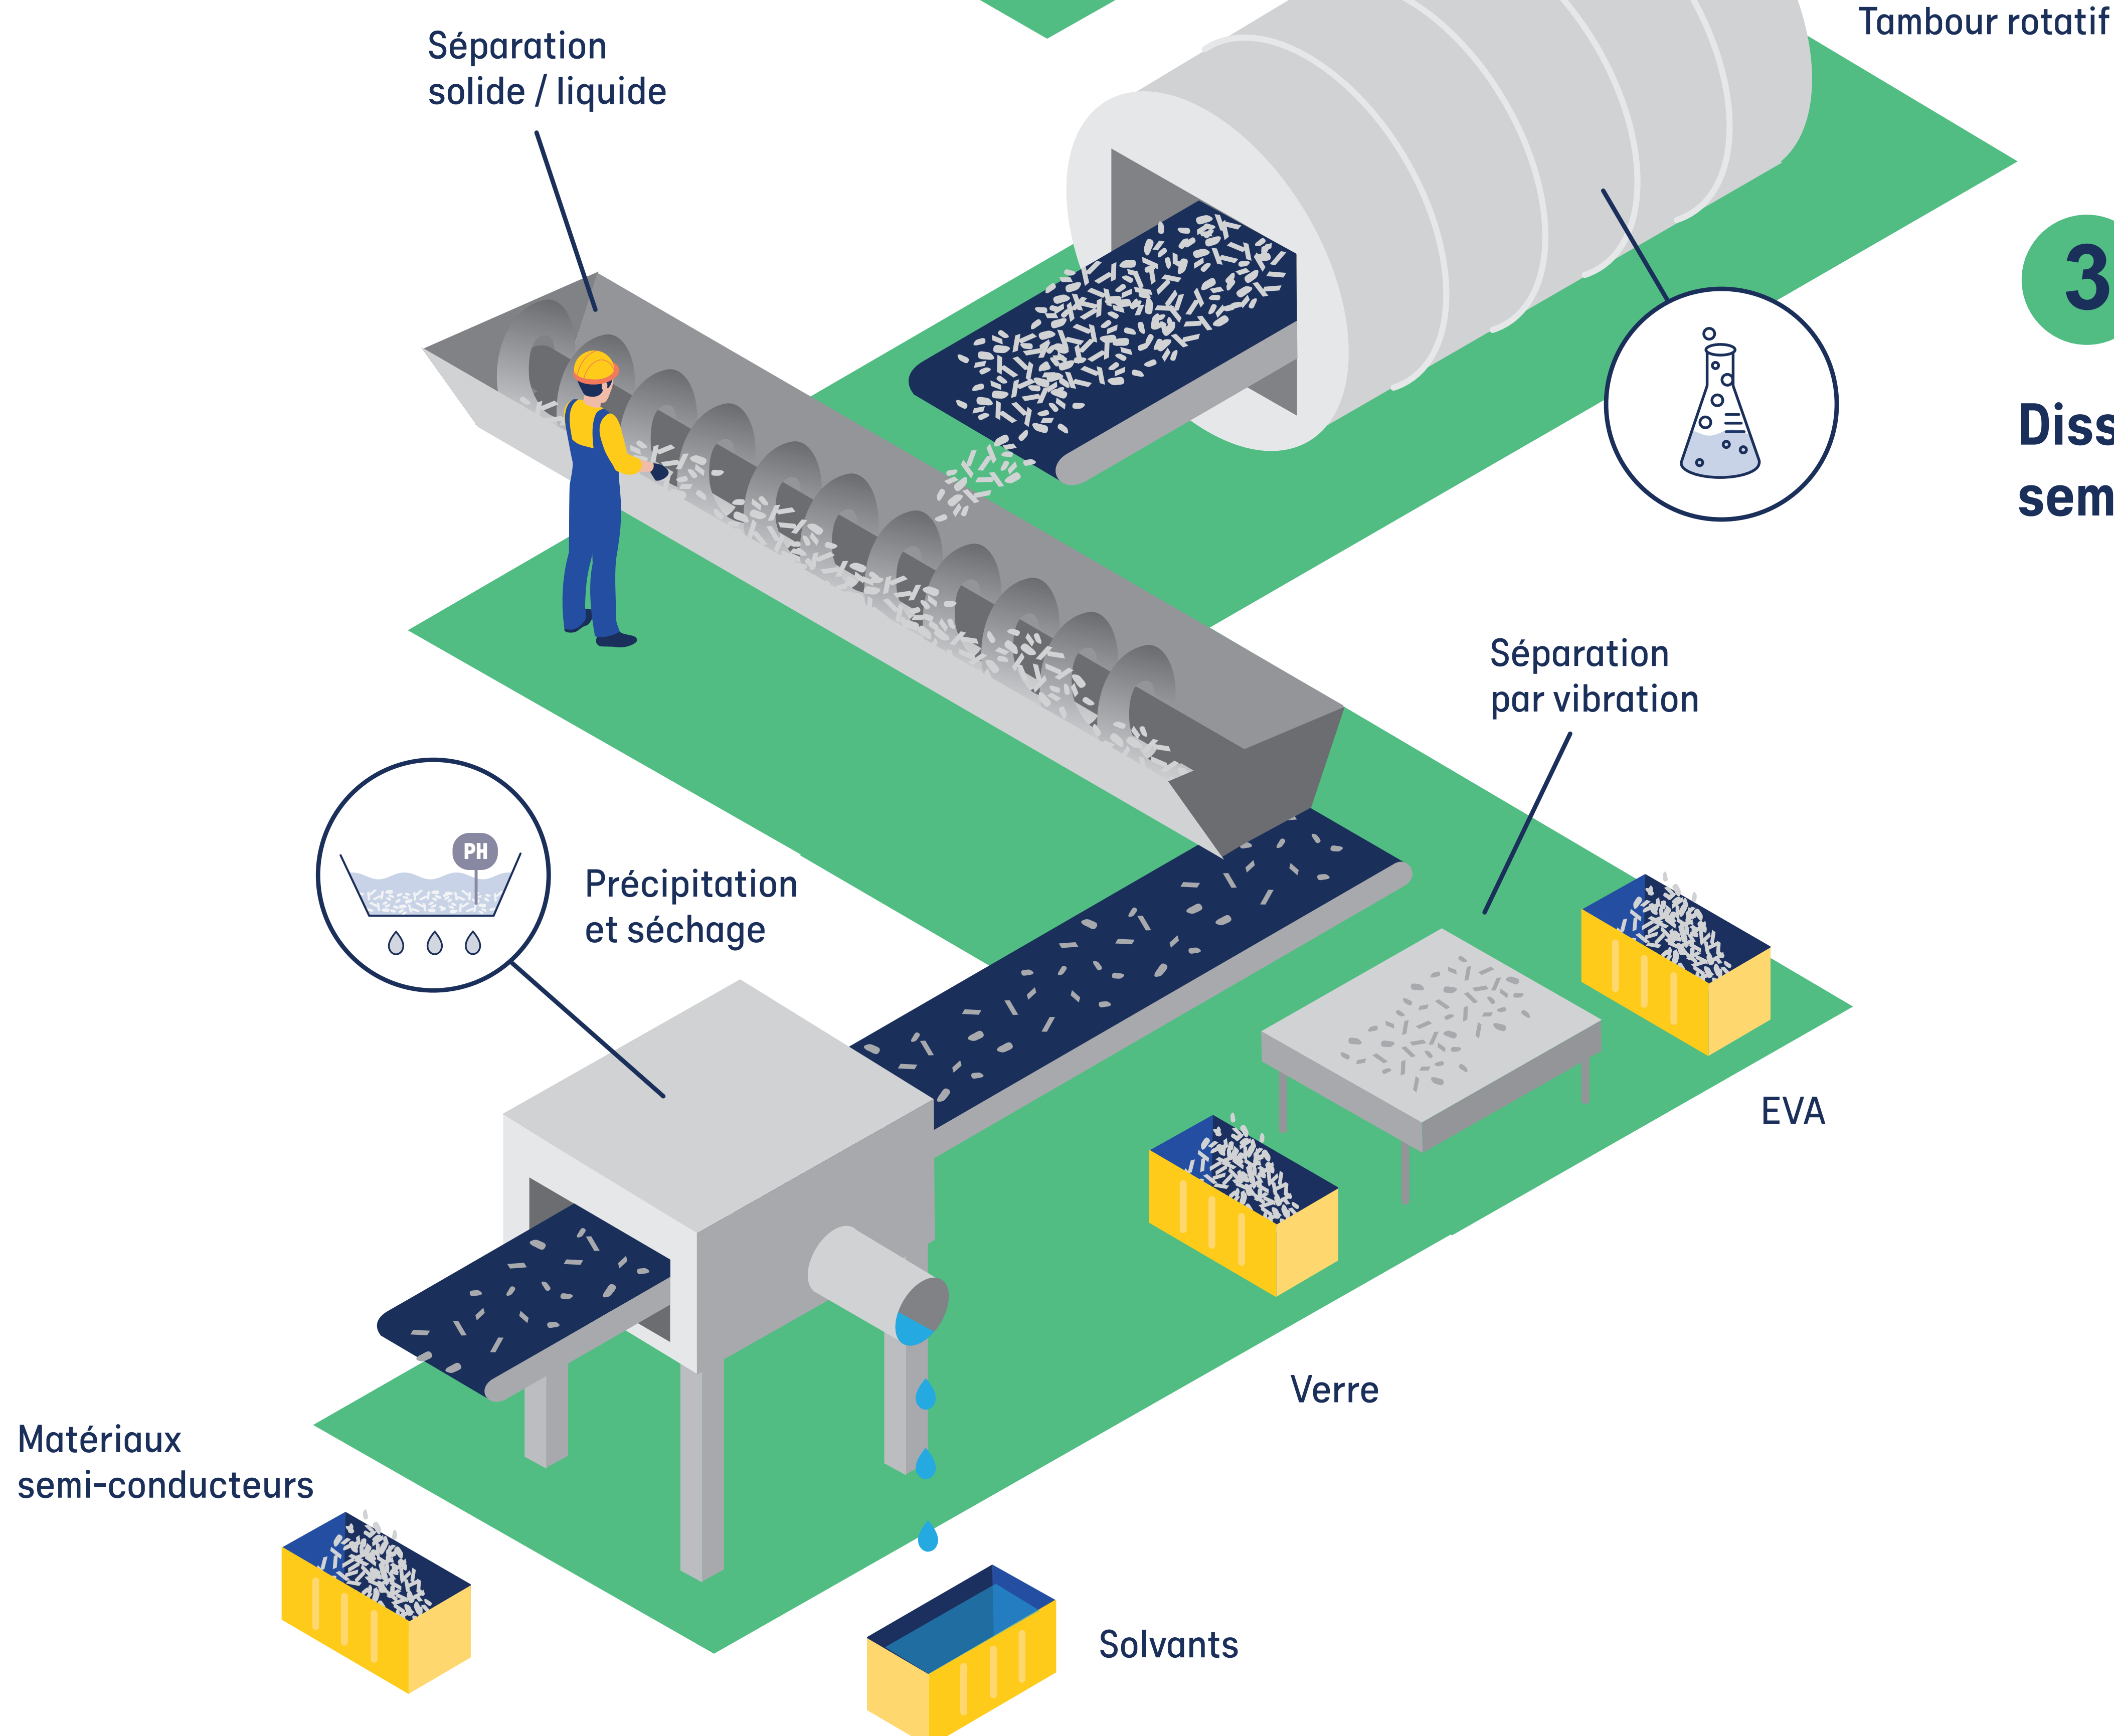 Séparation
solide / liquide
Tambour rotatif
3
Diss
sem
Séparation
par vibration
PH
Précipitation
et séchage
EVA
Verre
Matériaux
semi-conducteurs
Solvants